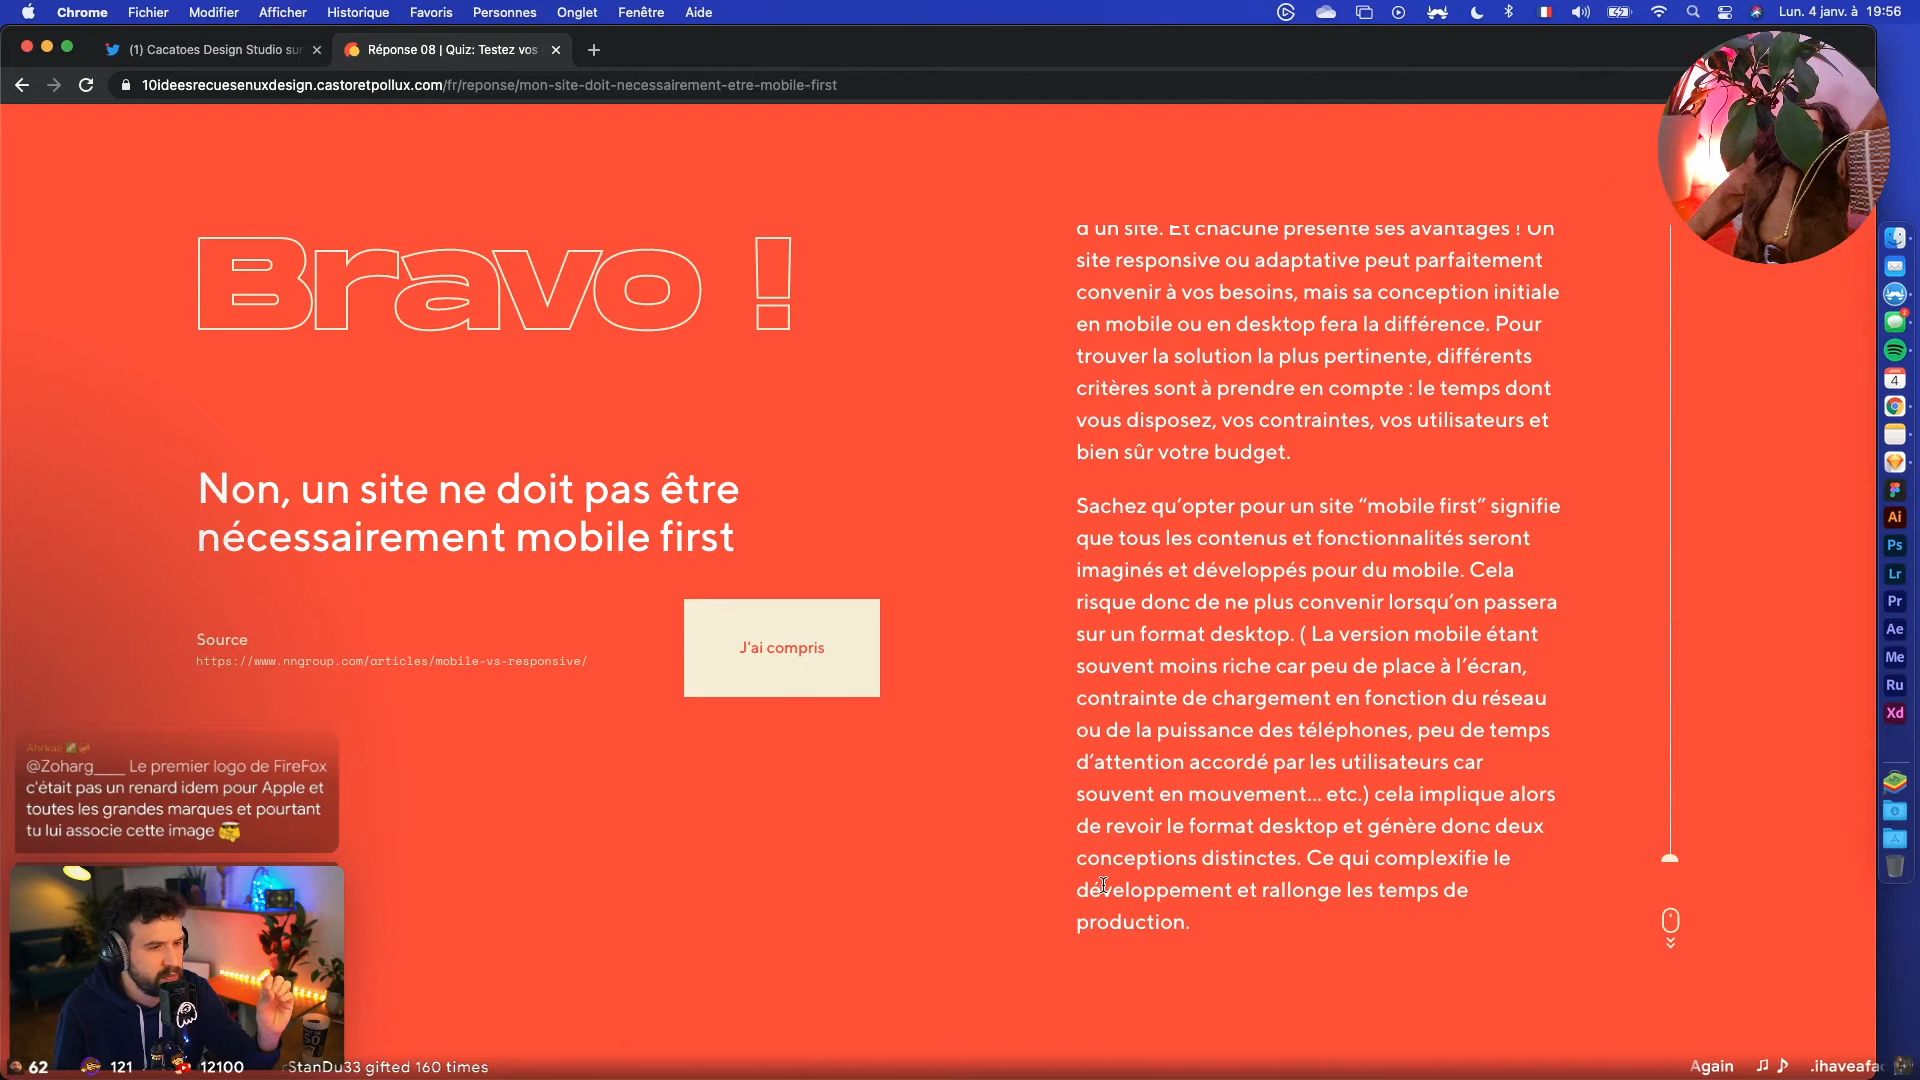 Chrome Fichier Modifier Afficher Historique Favoris Personnes Onglet Fenêtre Aide
Lun. 4 janv. à 19:56
(1) Cacatoes Design Studio sur
Réponse 08 | Quiz: Testez vos
10ideesrecuesenuxdesign.castoretpollux.com/fr/reponse/mon-site-doit-necessairement-etre-mobile-first
Bravo !
Non, un site ne doit pas être
nécessairement mobile first
Source
https://www.nngroup.com/articles/mobile-vs-responsive/
J'ai compris
d'un site. Et chacune présente ses avantages ! Un
site responsive ou adaptative peut parfaitement
convenir à vos besoins, mais sa conception initiale
en mobile ou en desktop fera la différence. Pour
trouver la solution la plus pertinente, différents
critères sont à prendre en compte : le temps dont
vous disposez, vos contraintes, vos utilisateurs et
bien sûr votre budget.
Sachez qu’opter pour un site “mobile first” signifie
que tous les contenus et fonctionnalités seront
imaginés et développés pour du mobile. Cela
risque donc de ne plus convenir lorsqu’on passera
sur un format desktop. ( La version mobile étant
souvent moins riche car peu de place à l’écran,
contrainte de chargement en fonction du réseau
ou de la puissance des téléphones, peu de temps
d’attention accordé par les utilisateurs car
souvent en mouvement... etc.) cela implique alors
de revoir le format desktop et génère donc deux
conceptions distinctes. Ce qui complexifie le
développement et rallonge les temps de
production.
Ahrkaa
@Zoharg____ Le premier logo de FireFox
c'était pas un renard idem pour Apple et
toutes les grandes marques et pourtant
tu lui associe cette image
4
Ai
Ps
Lr
Pr
Ae
Me
Ru
Xd
62 121 12100 StanDu33 gifted 160 times
Again .ihaveafac